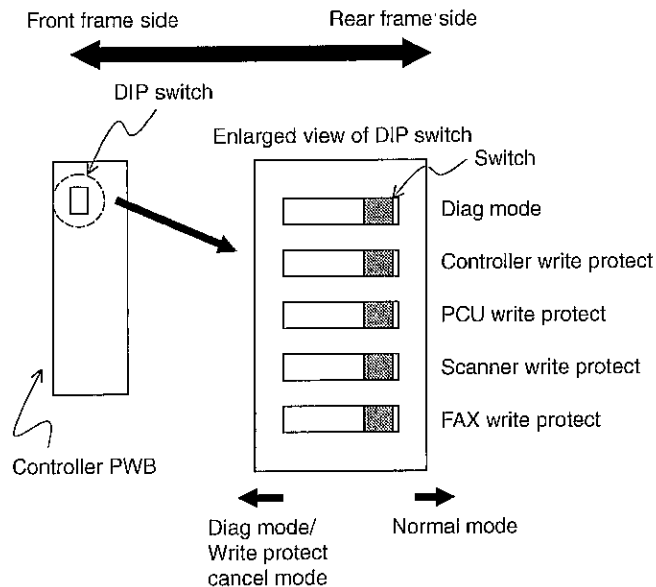 Front frame side
Rear frame side
DIP switch
Enlarged view of DIP switch
Switch
Diag mode
Controller write protect
PCU write protect
Scanner write protect
FAX write protect
Controller PWB
Diag mode/
Write protect
cancel mode
Normal mode